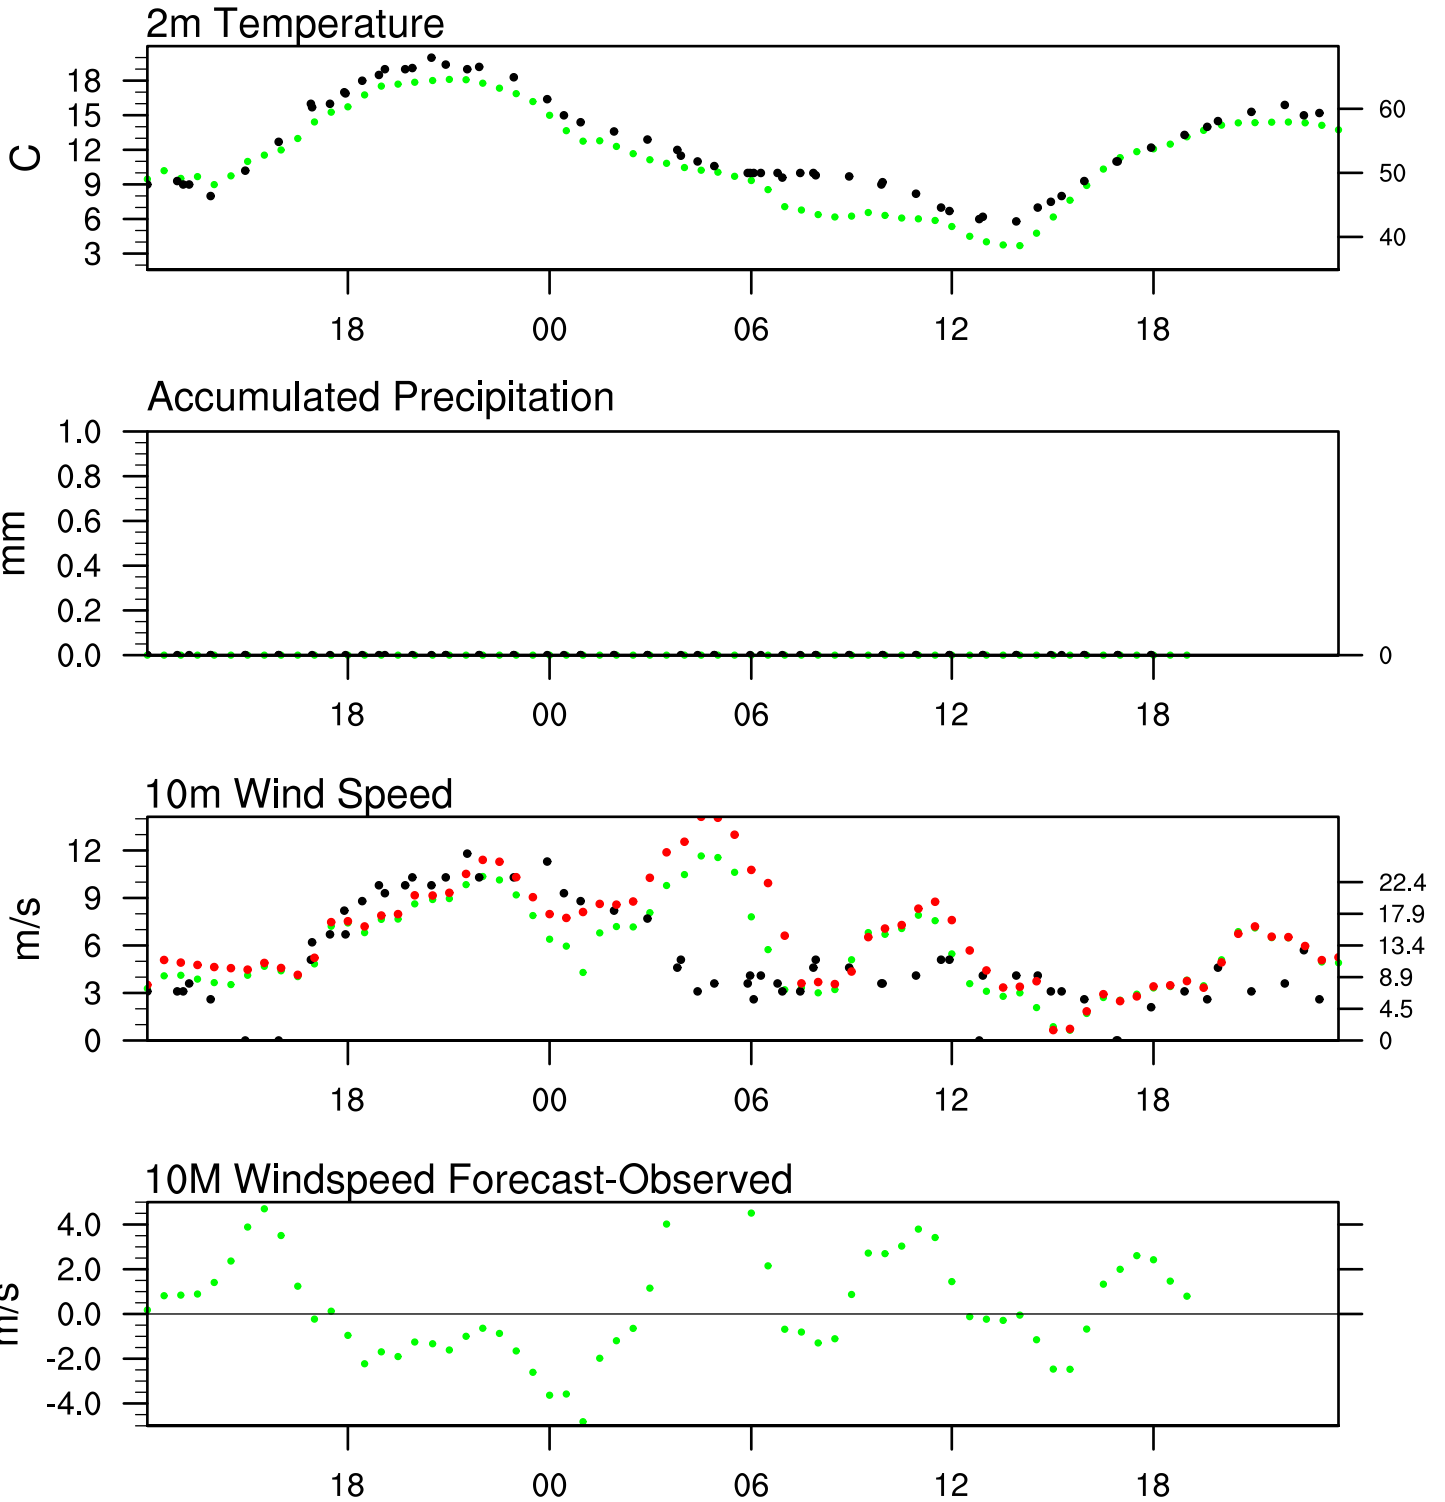 2m Temperature
18
15
12
9
6
3
C
60
50
40
18 00 06 12 18
Accumulated Precipitation
1.0
0.8
0.6
0.4
0.2
0.0
mm
0
18 00 06 12 18
10m Wind Speed
12
9
6
3
0
m/s
22.4
17.9
13.4
8.9
4.5
0
18 00 06 12 18
10M Windspeed Forecast-Observed
4.0
2.0
0.0
-2.0
-4.0
m/s
18 00 06 12 18